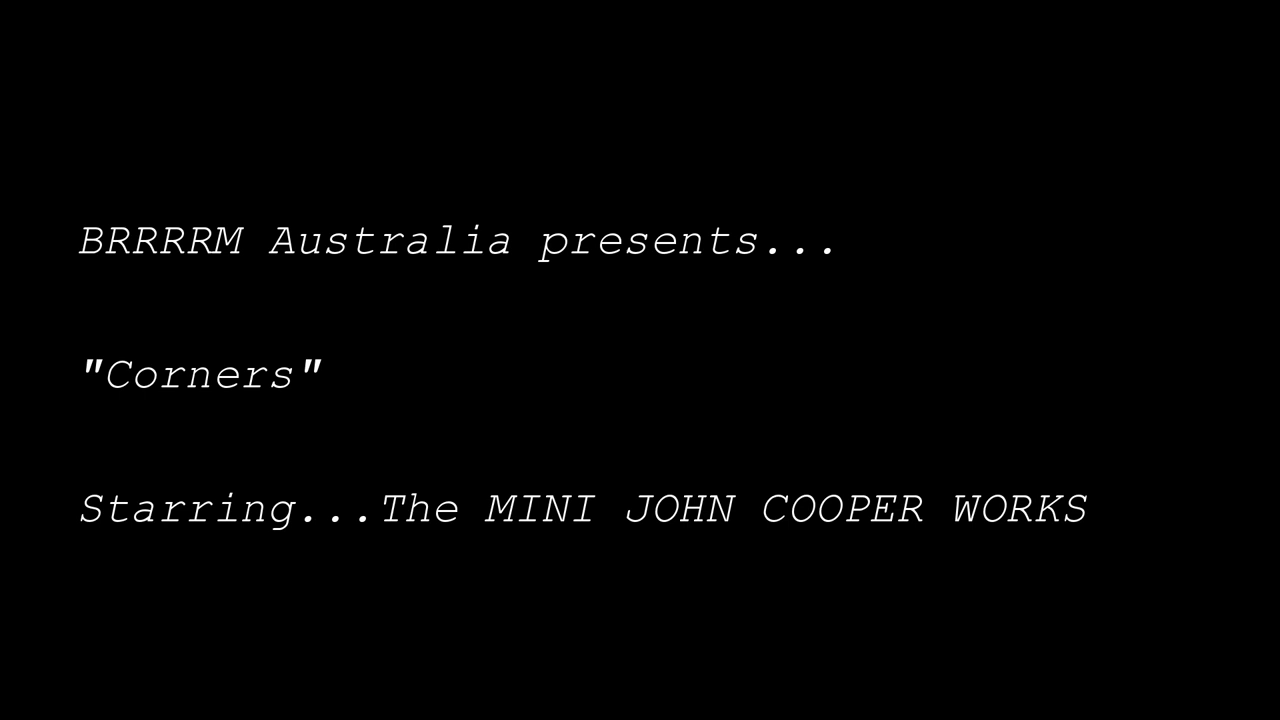 BRRRRM Australia presents...
"Corners"
Starring...The MINI JOHN COOPER WORKS